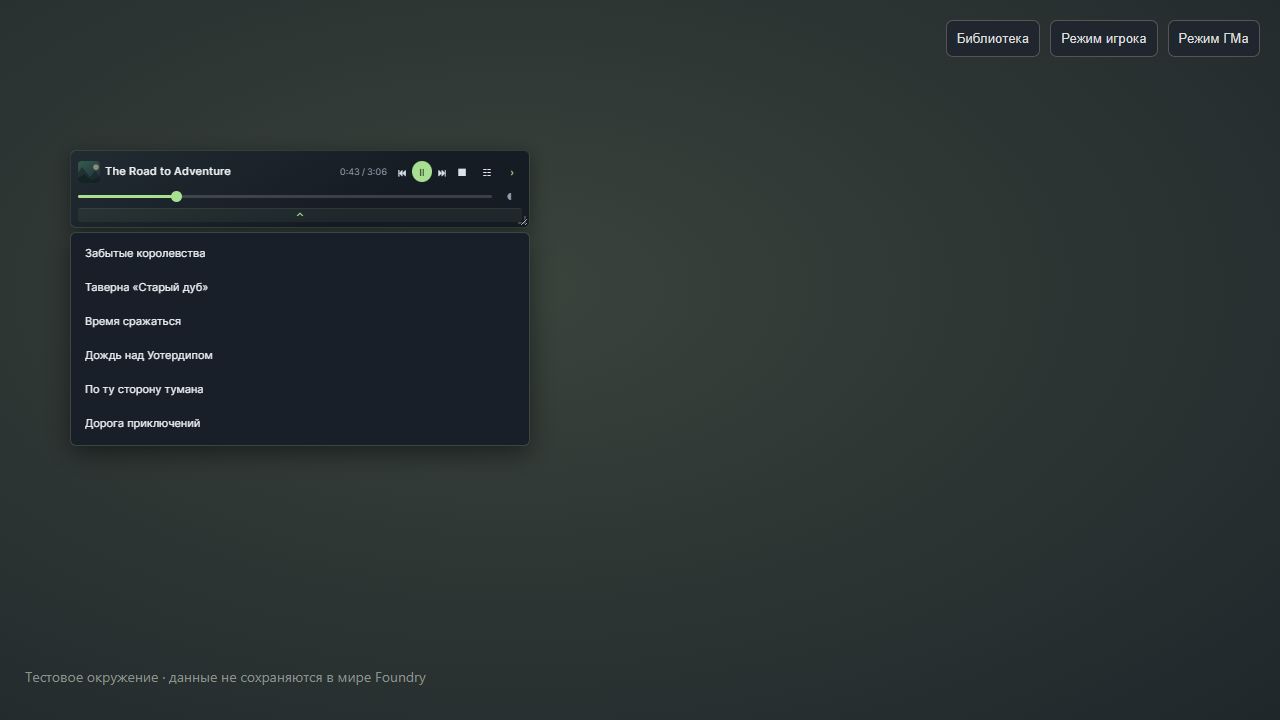 Библиотека
Режим игрока
Режим ГМа
The Road to Adventure
0:43 / 3:06
Забытые королевства
Таверна «Старый дуб»
Время сражаться
Дождь над Уотердипом
По ту сторону тумана
Дорога приключений
Тестовое окружение · данные не сохраняются в мире Foundry